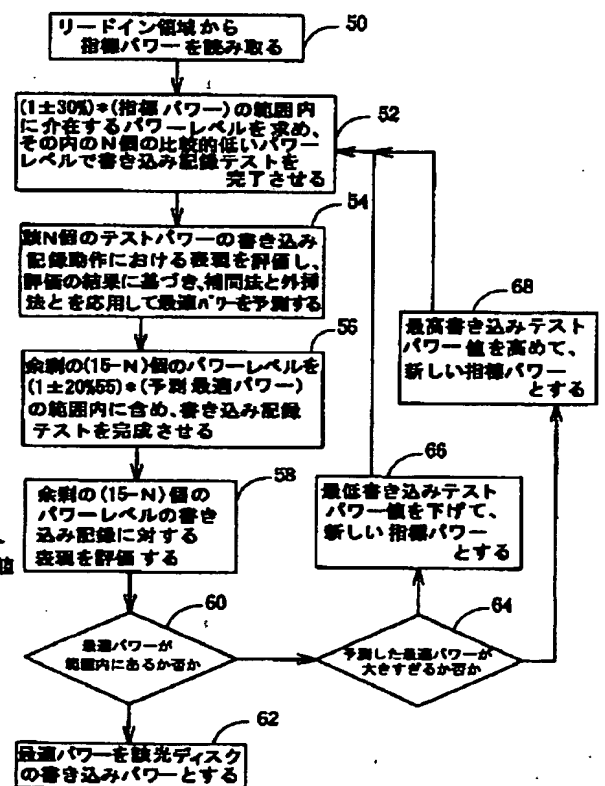 リードイン領域から
指標パワーを読み取る
50
(1±30%)*(指標パワー)の範囲内
に介在するパワーレベルを求め、
その内のN個の比較的低いパワー
レベルで書き込み記録テストを
完了させる
52
該N個のテストパワーの書き込み
記録動作における表現を評価し、
評価の結果に基づき、補間法と外挿
法とを応用して最適パワーを予測する
54
余剰の(15-N)個のパワーレベルを
(1±20%55)*(予測最適パワー)
の範囲内に含め、書き込み記録
テストを完成させる
56
余剰の(15-N)個の
パワーレベルの書き
込み記録に対する
表現を評価する
58
最適パワーが
範囲内にあるか否か
60
最適パワーを該光ディスク
の書き込みパワーとする
62
予測した最適パワーが
大きすぎるか否か
64
最低書き込みテスト
パワー値を下げて、
新しい指標パワー
とする
66
最高書き込みテスト
パワー値を高めて、
新しい指標パワー
とする
68
値